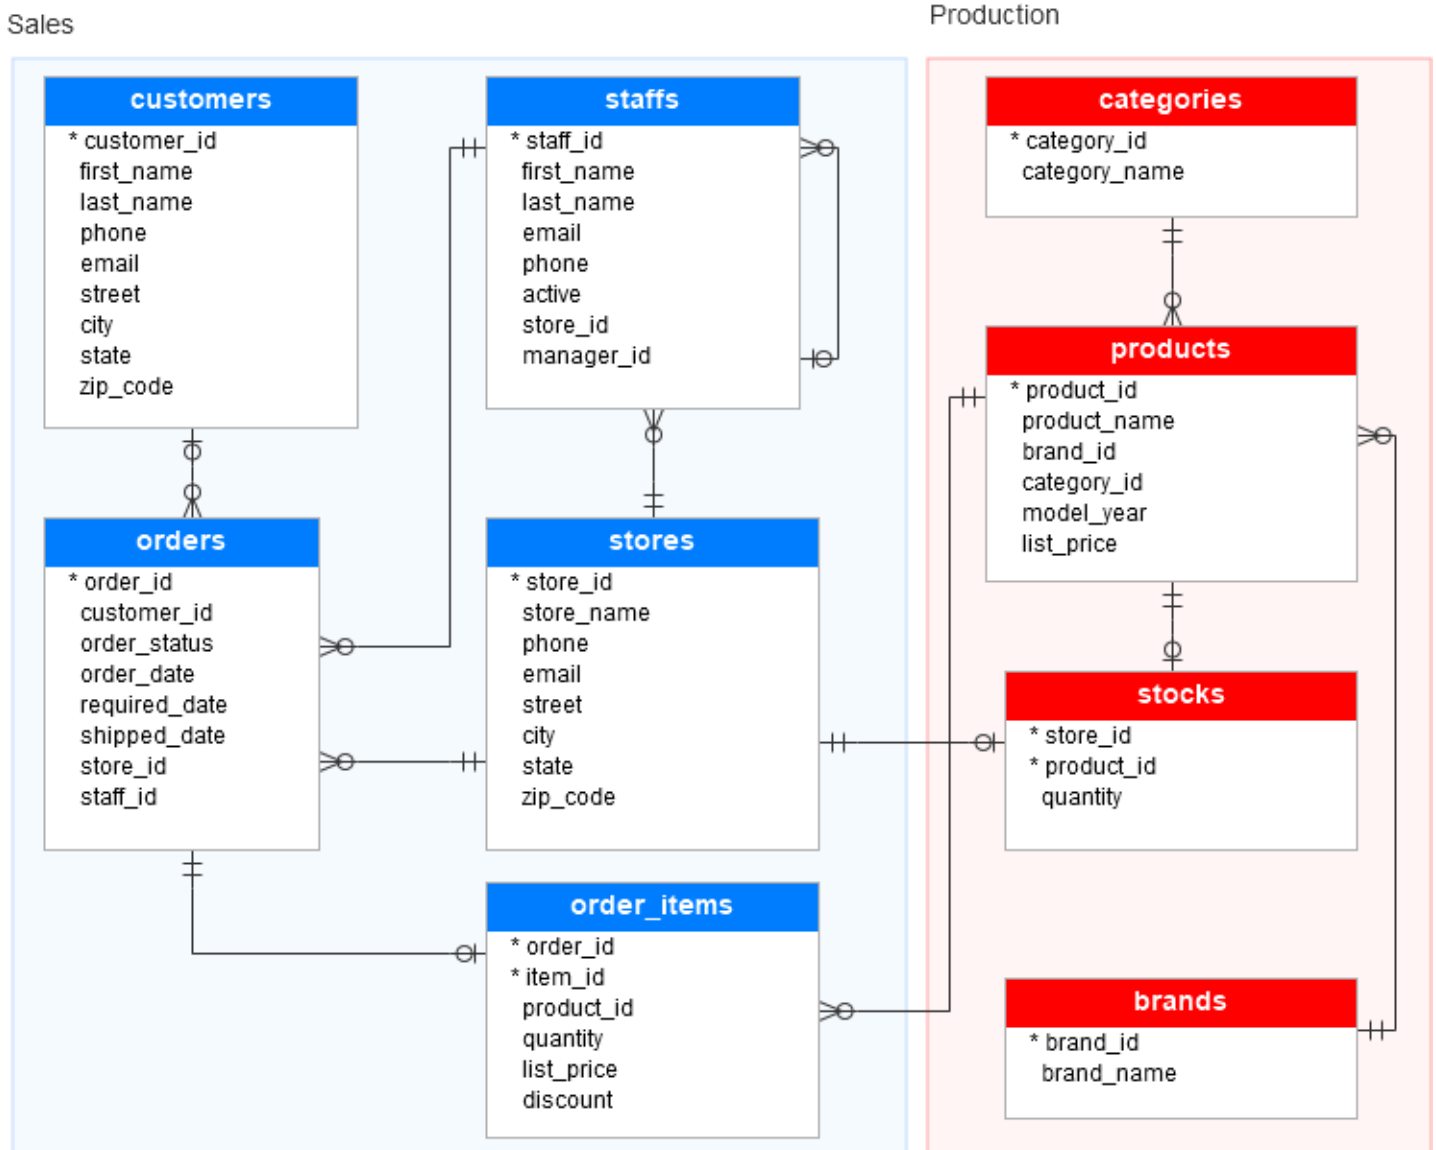 Sales
Production
customers
* customer_id
first_name
last_name
phone
email
street
city
state
zip_code
staffs
* staff_id
first_name
last_name
email
phone
active
store_id
manager_id
categories
* category_id
category_name
products
* product_id
product_name
brand_id
category_id
model_year
list_price
orders
* order_id
customer_id
order_status
order_date
required_date
shipped_date
store_id
staff_id
stores
* store_id
store_name
phone
email
street
city
state
zip_code
stocks
* store_id
* product_id
quantity
order_items
* order_id
* item_id
product_id
quantity
list_price
discount
brands
* brand_id
brand_name